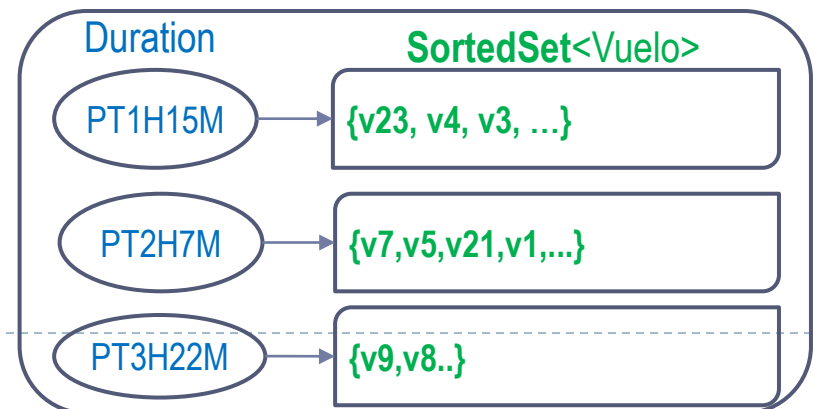 Duration SortedSet<Vuelo>
PT1H15M {v23, v4, v3, ...}
PT2H7M {v7,v5,v21,v1,...}
PT3H22M {v9,v8..}